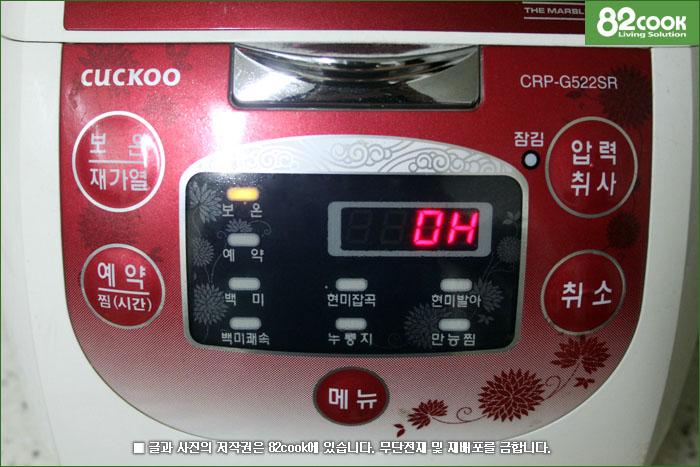 82cook
Living Solution
CUCKOO
CRP-G522SR
잠김
보 온
재가열
압력
취사
보 온
0H
예 약
예약
찜(시간)
백 미
현미잡곡
현미발아
취소
백미쾌속
누룽지
만능찜
메뉴
■ 글과 사진의 저작권은 82cook에 있습니다. 무단전재 및 재배포를 금합니다.